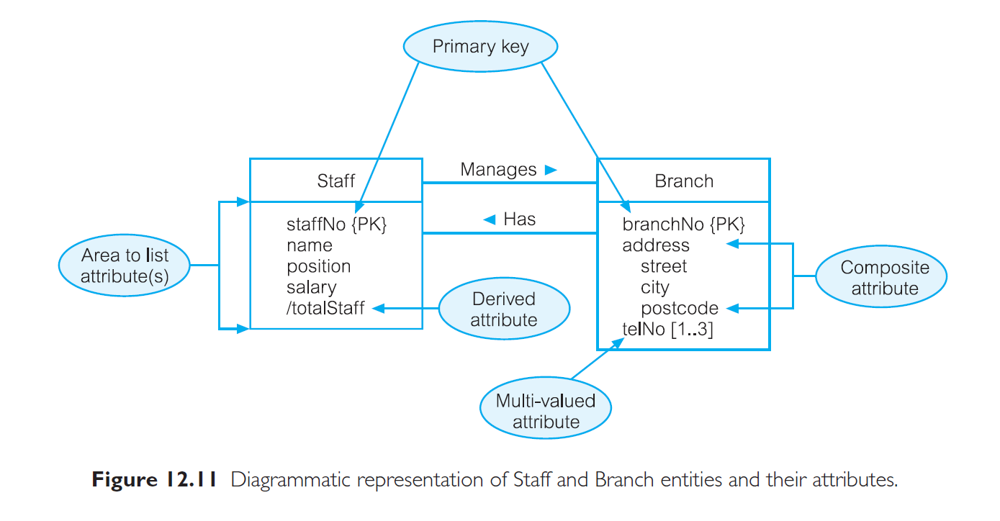 Primary key
Manages ►
Staff
Branch
◄ Has
staffNo {PK}
name
position
salary
/totalStaff
branchNo {PK}
address
street
city
postcode
telNo [1..3]
Area to list
attribute(s)
Derived
attribute
Composite
attribute
Multi-valued
attribute
Figure 12.11 Diagrammatic representation of Staff and Branch entities and their attributes.